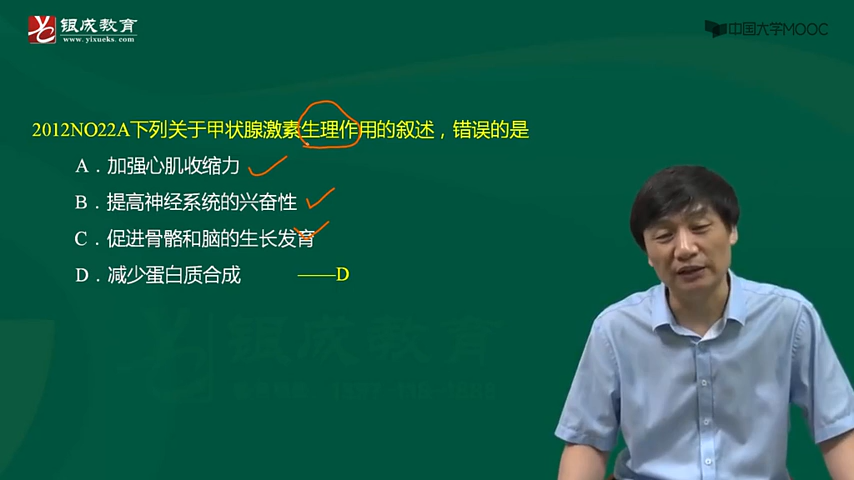 银成教育
www.yixueks.com
中国大学MOOC
2012NO22A下列关于甲状腺激素生理作用的叙述，错误的是
A．加强心肌收缩力
B．提高神经系统的兴奋性
C．促进骨骼和脑的生长发育
D．减少蛋白质合成 ——D
银成教育